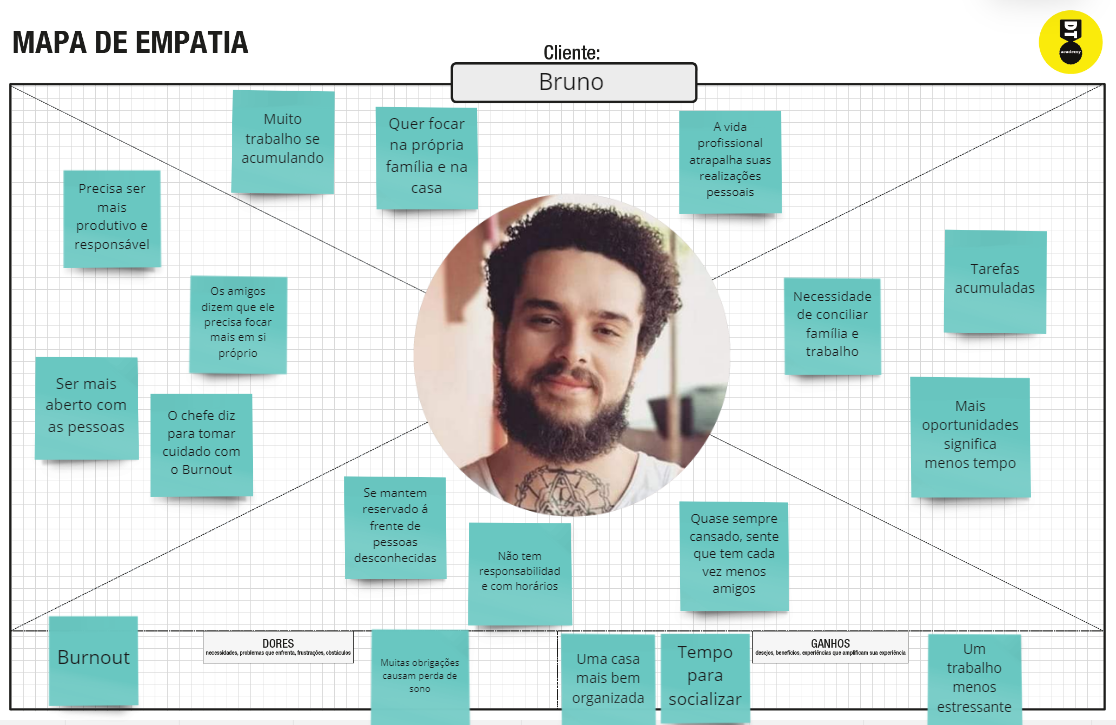 MAPA DE EMPATIA
Cliente:
Bruno
DT
academy
Muito
trabalho se
acumulando
Quer focar
na própria
família e na
casa
A vida
profissional
atrapalha suas
realizações
pessoais
Precisa ser
mais
produtivo e
responsável
Os amigos
dizem que ele
precisa focar
mais em si
próprio
Ser mais
aberto com
as pessoas
O chefe diz
para tomar
cuidado com
o Burnout
Necessidade
de conciliar
família e
trabalho
Tarefas
acumuladas
Mais
oportunidades
significa
menos tempo
Se mantem
reservado á
frente de
pessoas
desconhecidas
Não tem
responsabilidad
e com horários
Quase sempre
cansado, sente
que tem cada
vez menos
amigos
Burnout
DORES
necessidades, problemas que enfrenta, frustrações, obstáculos
Muitas obrigações
causam perda de
sono
Uma casa
mais bem
organizada
Tempo
para
socializar
GANHOS
desejos, benefícios, experiências que amplificam sua experiência
Um
trabalho
menos
estressante